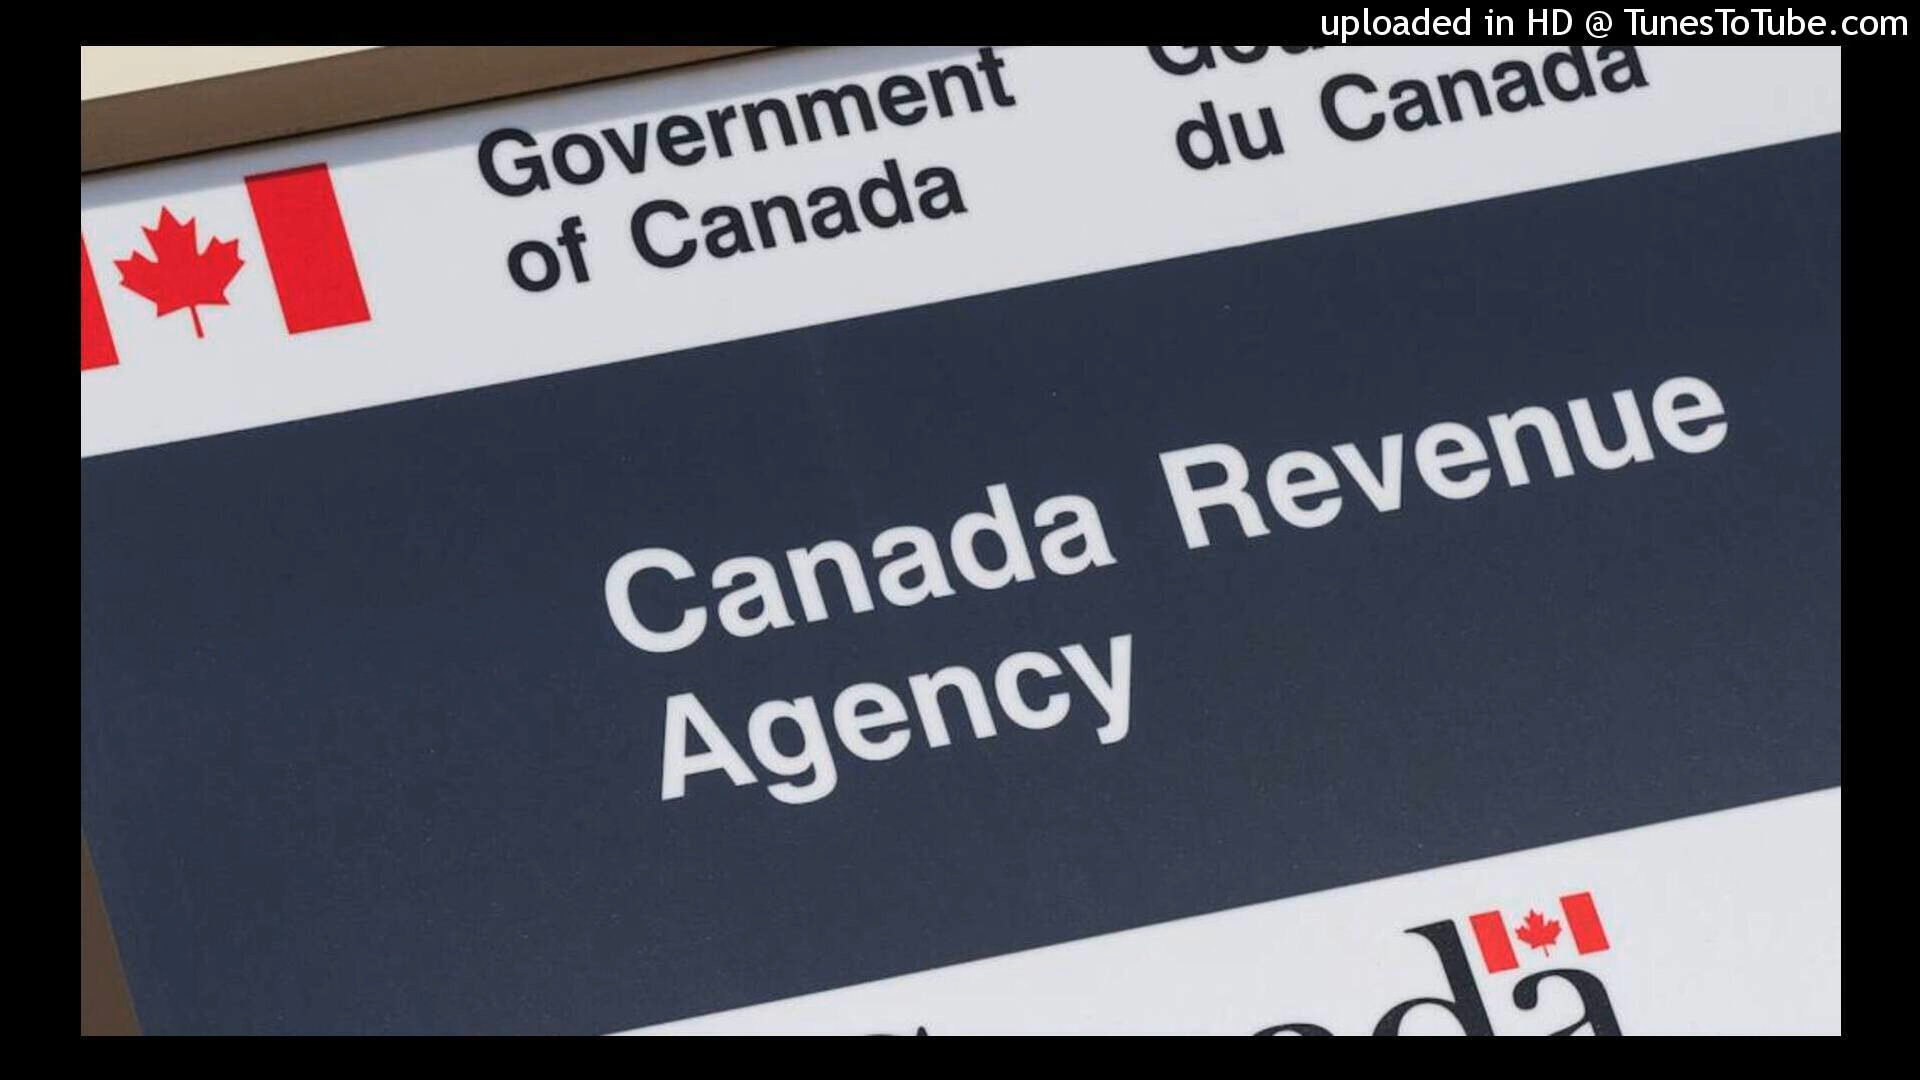 uploaded in HD @ TunesToTube.com
Government
of Canada
du Canada
Canada Revenue
Agency